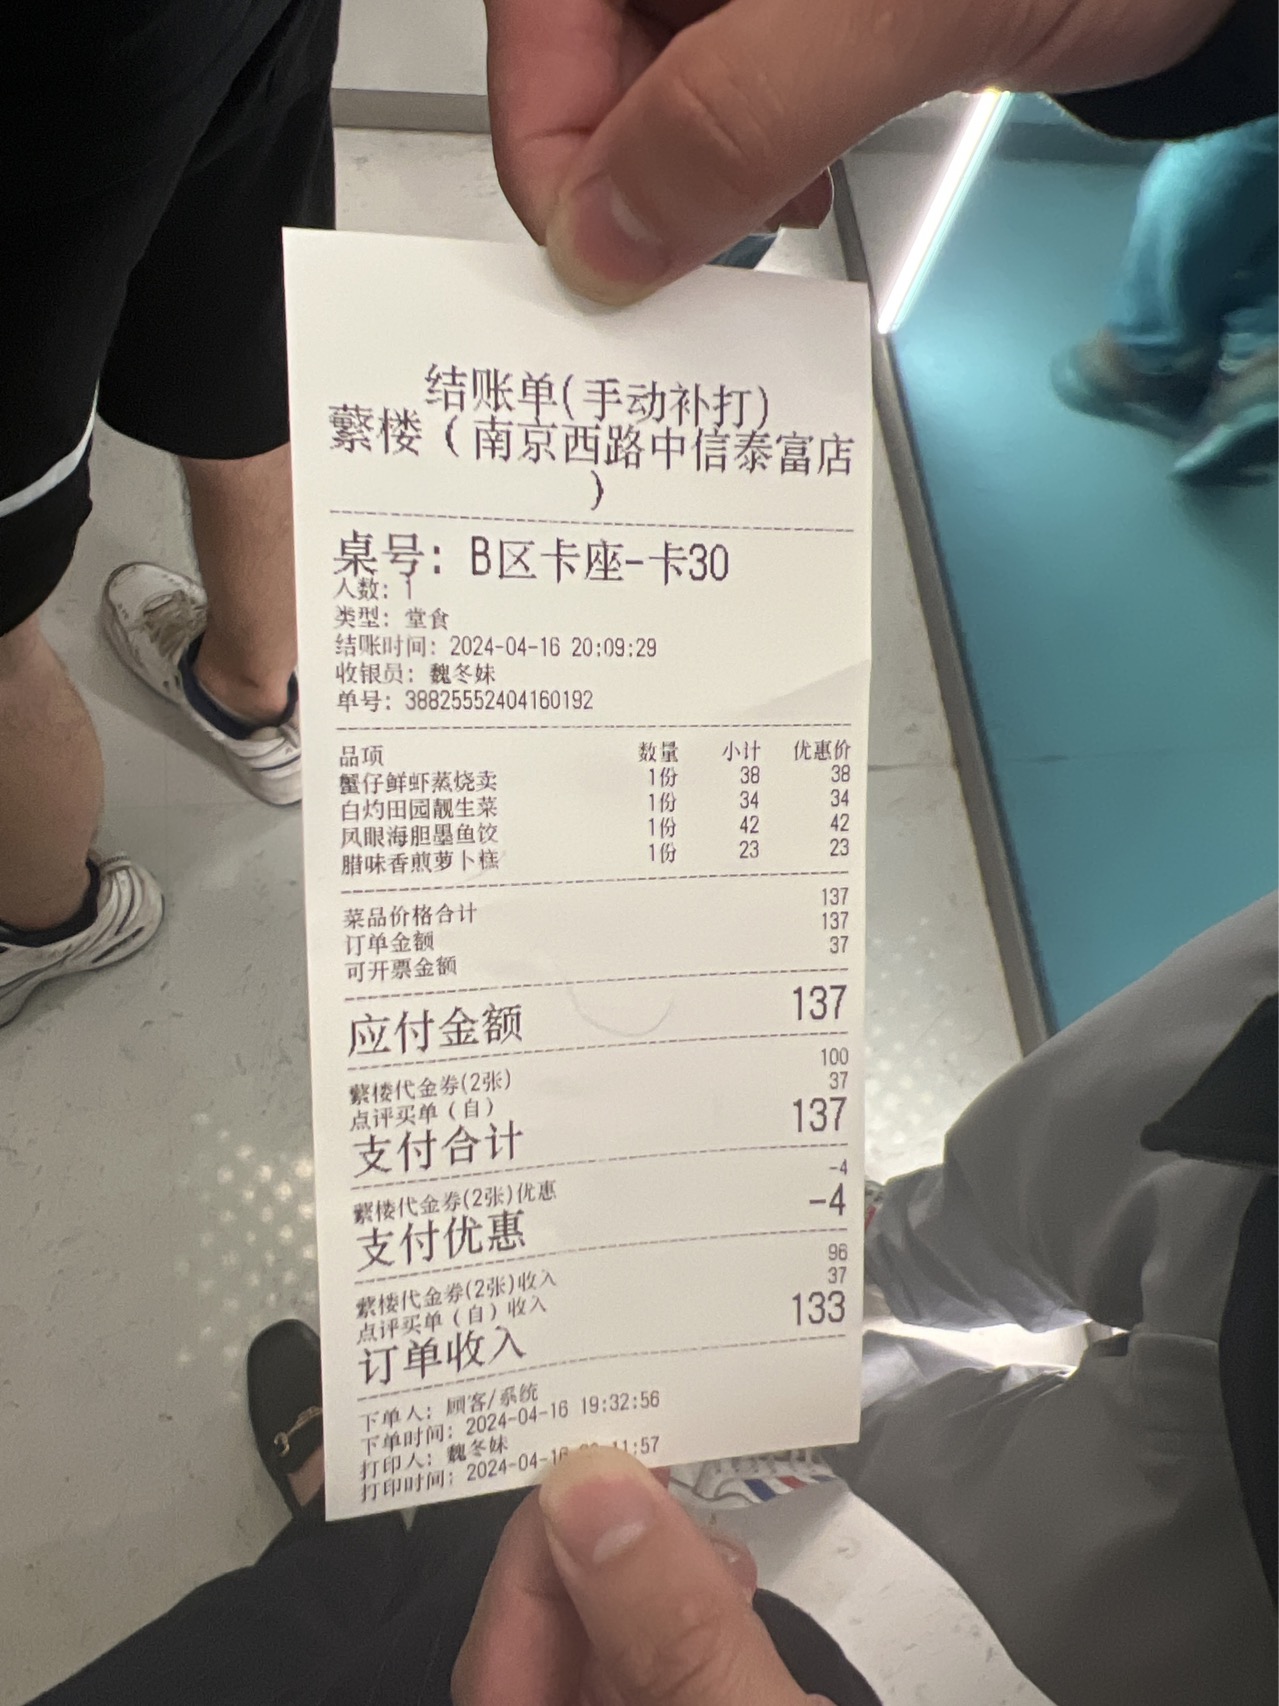 结账单(手动补打)
蘩楼（南京西路中信泰富店
）
桌号: B区卡座-卡30
人数: 1
类型: 堂食
结账时间: 2024-04-16 20:09:29
收银员: 魏冬妹
单号: 38825552404160192
品项 数量 小计 优惠价
蟹仔鲜虾蒸烧卖 1份 38 38
白灼田园靓生菜 1份 34 34
凤眼海胆墨鱼饺 1份 42 42
腊味香煎萝卜糕 1份 23 23
菜品价格合计 137
订单金额 137
可开票金额 37
应付金额 137
蘩楼代金券(2张) 100
点评买单（自） 37
支付合计 137
蘩楼代金券(2张)优惠 -4
支付优惠 -4
蘩楼代金券(2张)收入 96
点评买单（自）收入 37
订单收入 133
下单人: 顾客/系统
下单时间: 2024-04-16 19:32:56
打印人: 魏冬妹
打印时间: 2024-04-16 11:57